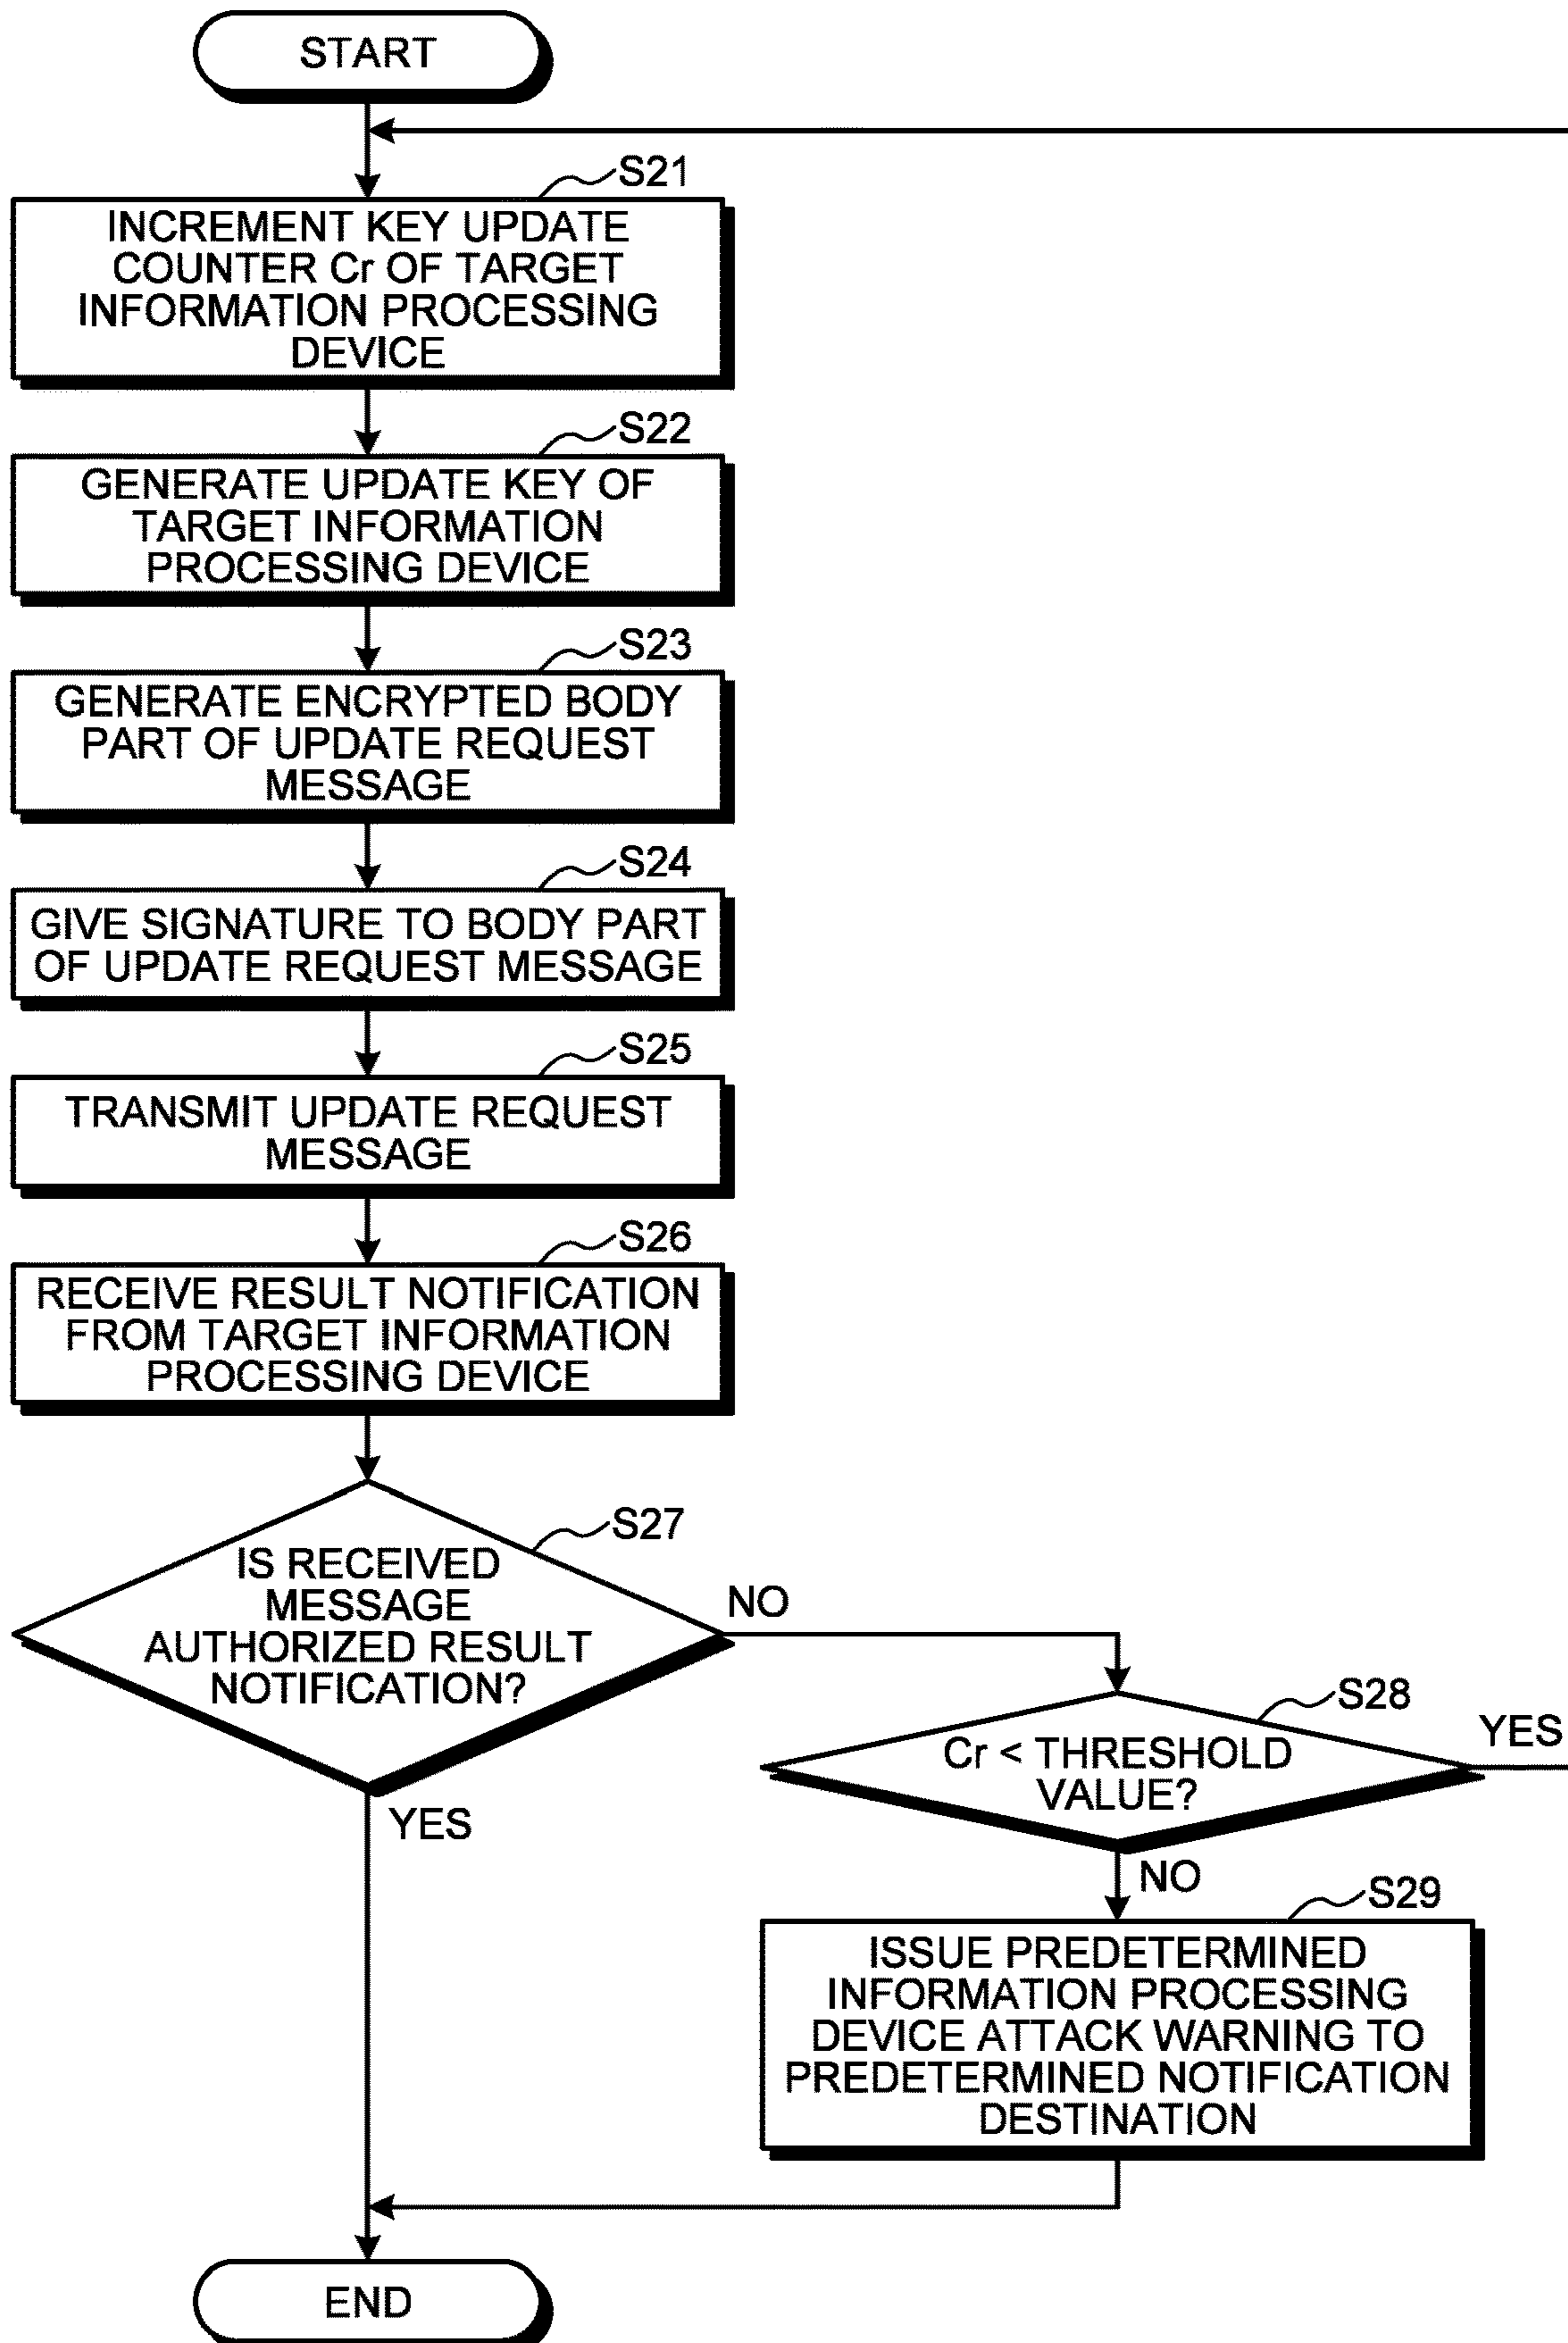 START
S21
INCREMENT KEY UPDATE
COUNTER Cr OF TARGET
INFORMATION PROCESSING
DEVICE
S22
GENERATE UPDATE KEY OF
TARGET INFORMATION
PROCESSING DEVICE
S23
GENERATE ENCRYPTED BODY
PART OF UPDATE REQUEST
MESSAGE
S24
GIVE SIGNATURE TO BODY PART
OF UPDATE REQUEST MESSAGE
S25
TRANSMIT UPDATE REQUEST
MESSAGE
S26
RECEIVE RESULT NOTIFICATION
FROM TARGET INFORMATION
PROCESSING DEVICE
S27
IS RECEIVED
MESSAGE
AUTHORIZED RESULT
NOTIFICATION?
NO
YES
S28
Cr < THRESHOLD
VALUE?
YES
NO
S29
ISSUE PREDETERMINED
INFORMATION PROCESSING
DEVICE ATTACK WARNING TO
PREDETERMINED NOTIFICATION
DESTINATION
END